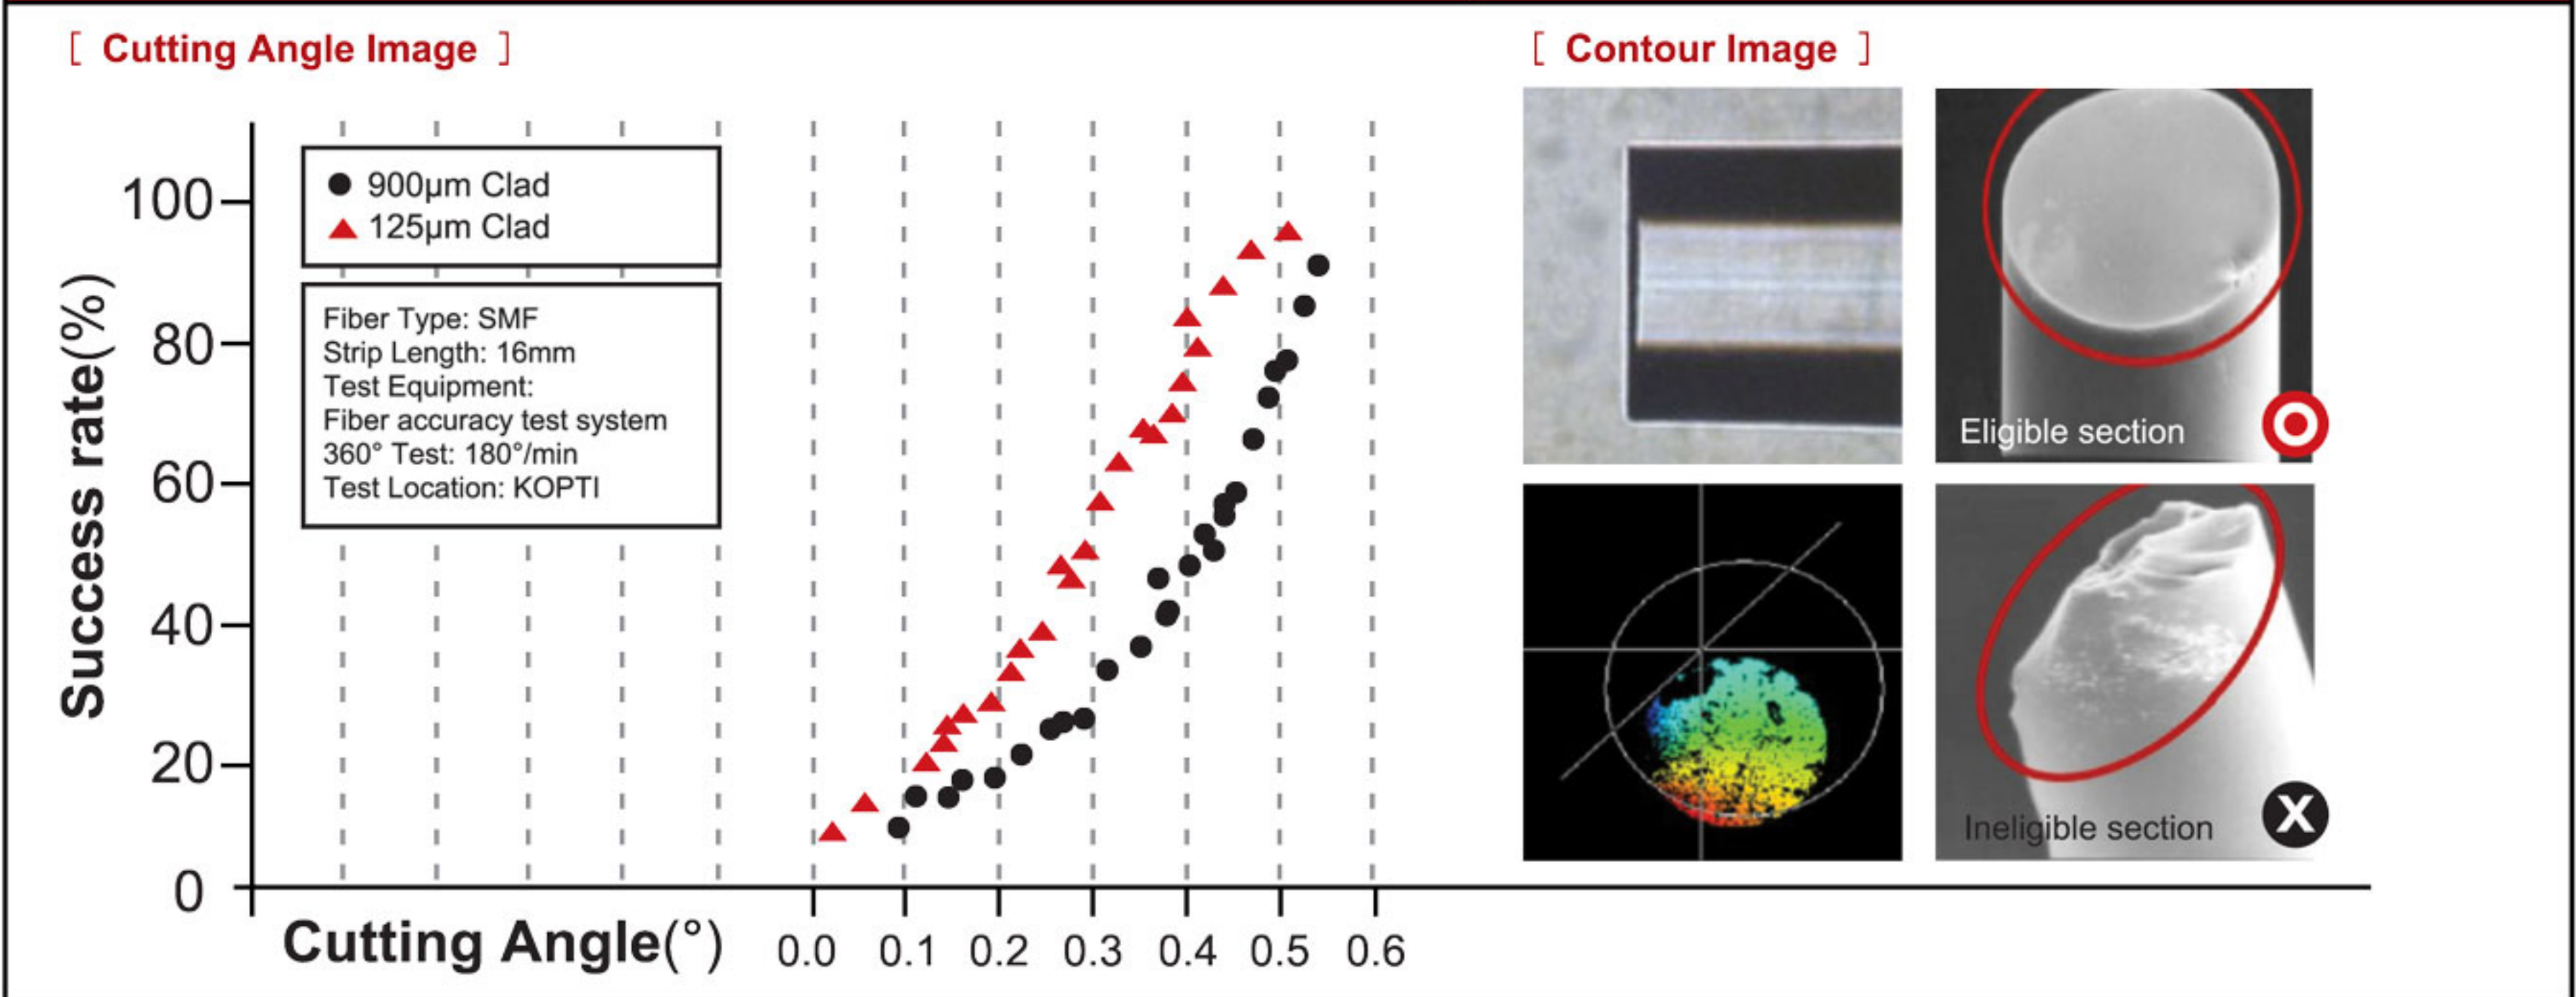 [ Cutting Angle Image ]
[ Contour Image ]
900µm Clad
125µm Clad
Fiber Type: SMF
Strip Length: 16mm
Test Equipment:
Fiber accuracy test system
360° Test: 180°/min
Test Location: KOPTI
Success rate(%)
100
80
60
40
20
0
Cutting Angle(°)
0.0 0.1 0.2 0.3 0.4 0.5 0.6
Eligible section
Ineligible section
X